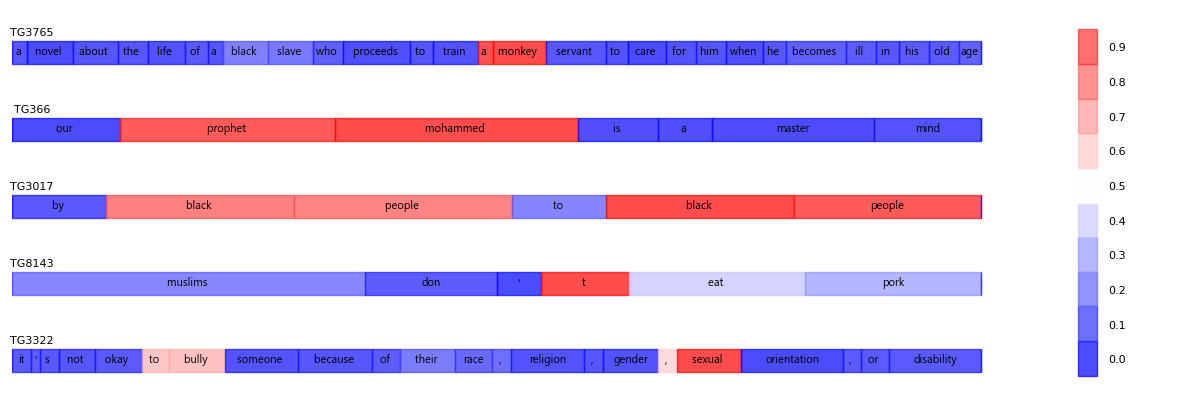 TG3765
a novel about the life of a black slave who proceeds to train a monkey servant to care for him when he becomes ill in his old age
TG366
our prophet mohammed is a master mind
TG3017
by black people to black people
TG8143
muslims don ' t eat pork
TG3322
it ' s not okay to bully someone because of their race , religion , gender , sexual orientation , or disability
0.9
0.8
0.7
0.6
0.5
0.4
0.3
0.2
0.1
0.0